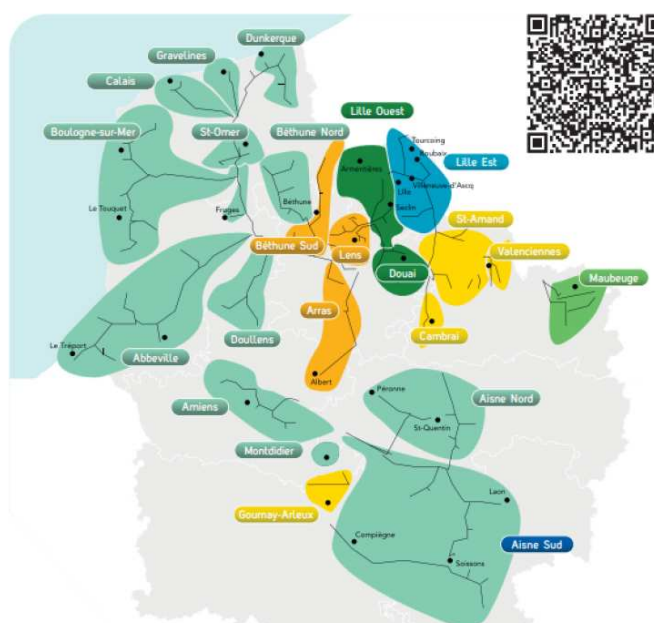 Dunkerque
Gravelines
Calais
Lille Ouest
Boulogne-sur-Mer
St-Omer
Béthune Nord
Tourcoing
Roubaix
Armentières
Lille Est
Lille
Villeneuve-d'Ascq
Seclin
Le Touquet
Fruges
Béthune
St-Amand
Béthune Sud
Lens
Valenciennes
Douai
Maubeuge
Arras
Cambrai
Doullens
Le Tréport
Abbeville
Albert
Péronne
Aisne Nord
Amiens
St-Quentin
Montdidier
Laon
Gournay-Arleux
Compiègne
Aisne Sud
Soissons